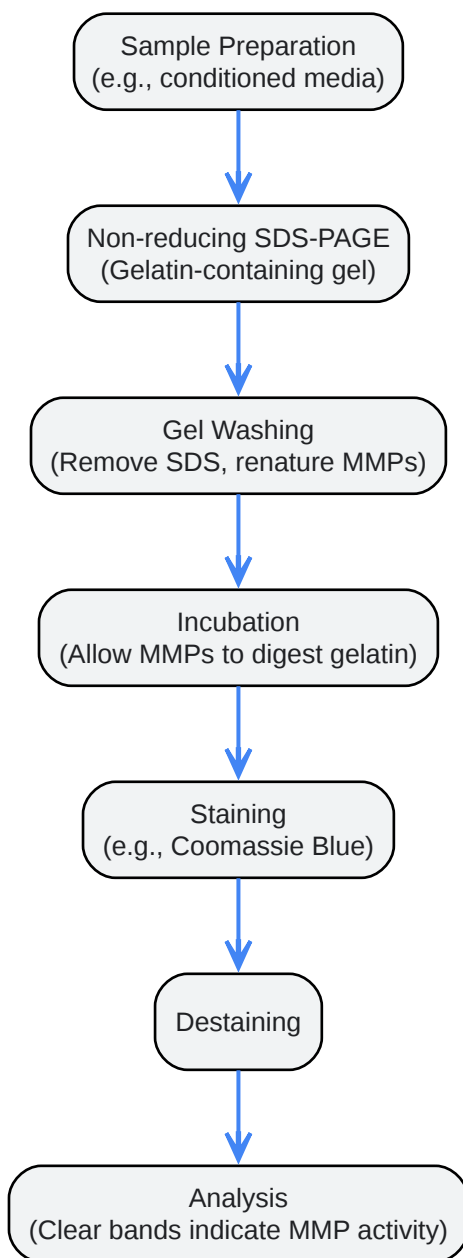 Sample Preparation
(e.g., conditioned media)
Non-reducing SDS-PAGE
(Gelatin-containing gel)
Gel Washing
(Remove SDS, renature MMPs)
Incubation
(Allow MMPs to digest gelatin)
Staining
(e.g., Coomassie Blue)
Destaining
Analysis
(Clear bands indicate MMP activity)